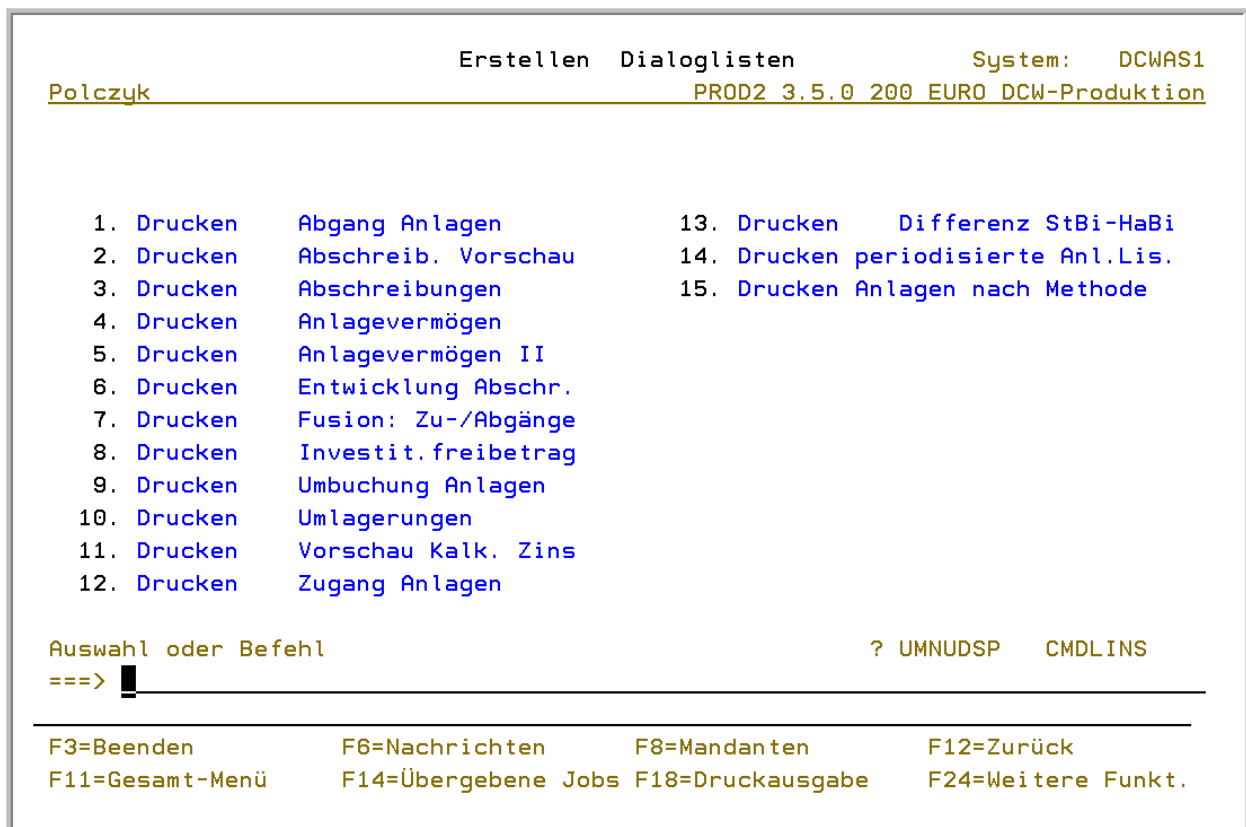 Erstellen Dialoglisten System: DCWAS1
Polczyk PROD2 3.5.0 200 EURO DCW-Produktion
1. Drucken Abgang Anlagen 13. Drucken Differenz StBi-HaBi
2. Drucken Abschreib. Vorschau 14. Drucken periodisierte Anl.Lis.
3. Drucken Abschreibungen 15. Drucken Anlagen nach Methode
4. Drucken Anlagevermögen
5. Drucken Anlagevermögen II
6. Drucken Entwicklung Abschr.
7. Drucken Fusion: Zu-/Abgänge
8. Drucken Investit.freibetrag
9. Drucken Umbuchung Anlagen
10. Drucken Umlagerungen
11. Drucken Vorschau Kalk. Zins
12. Drucken Zugang Anlagen
Auswahl oder Befehl ? UMNUDSP CMDLINS
===>
F3=Beenden F6=Nachrichten F8=Mandanten F12=Zurück
F11=Gesamt-Menü F14=Übergebene Jobs F18=Druckausgabe F24=Weitere Funkt.